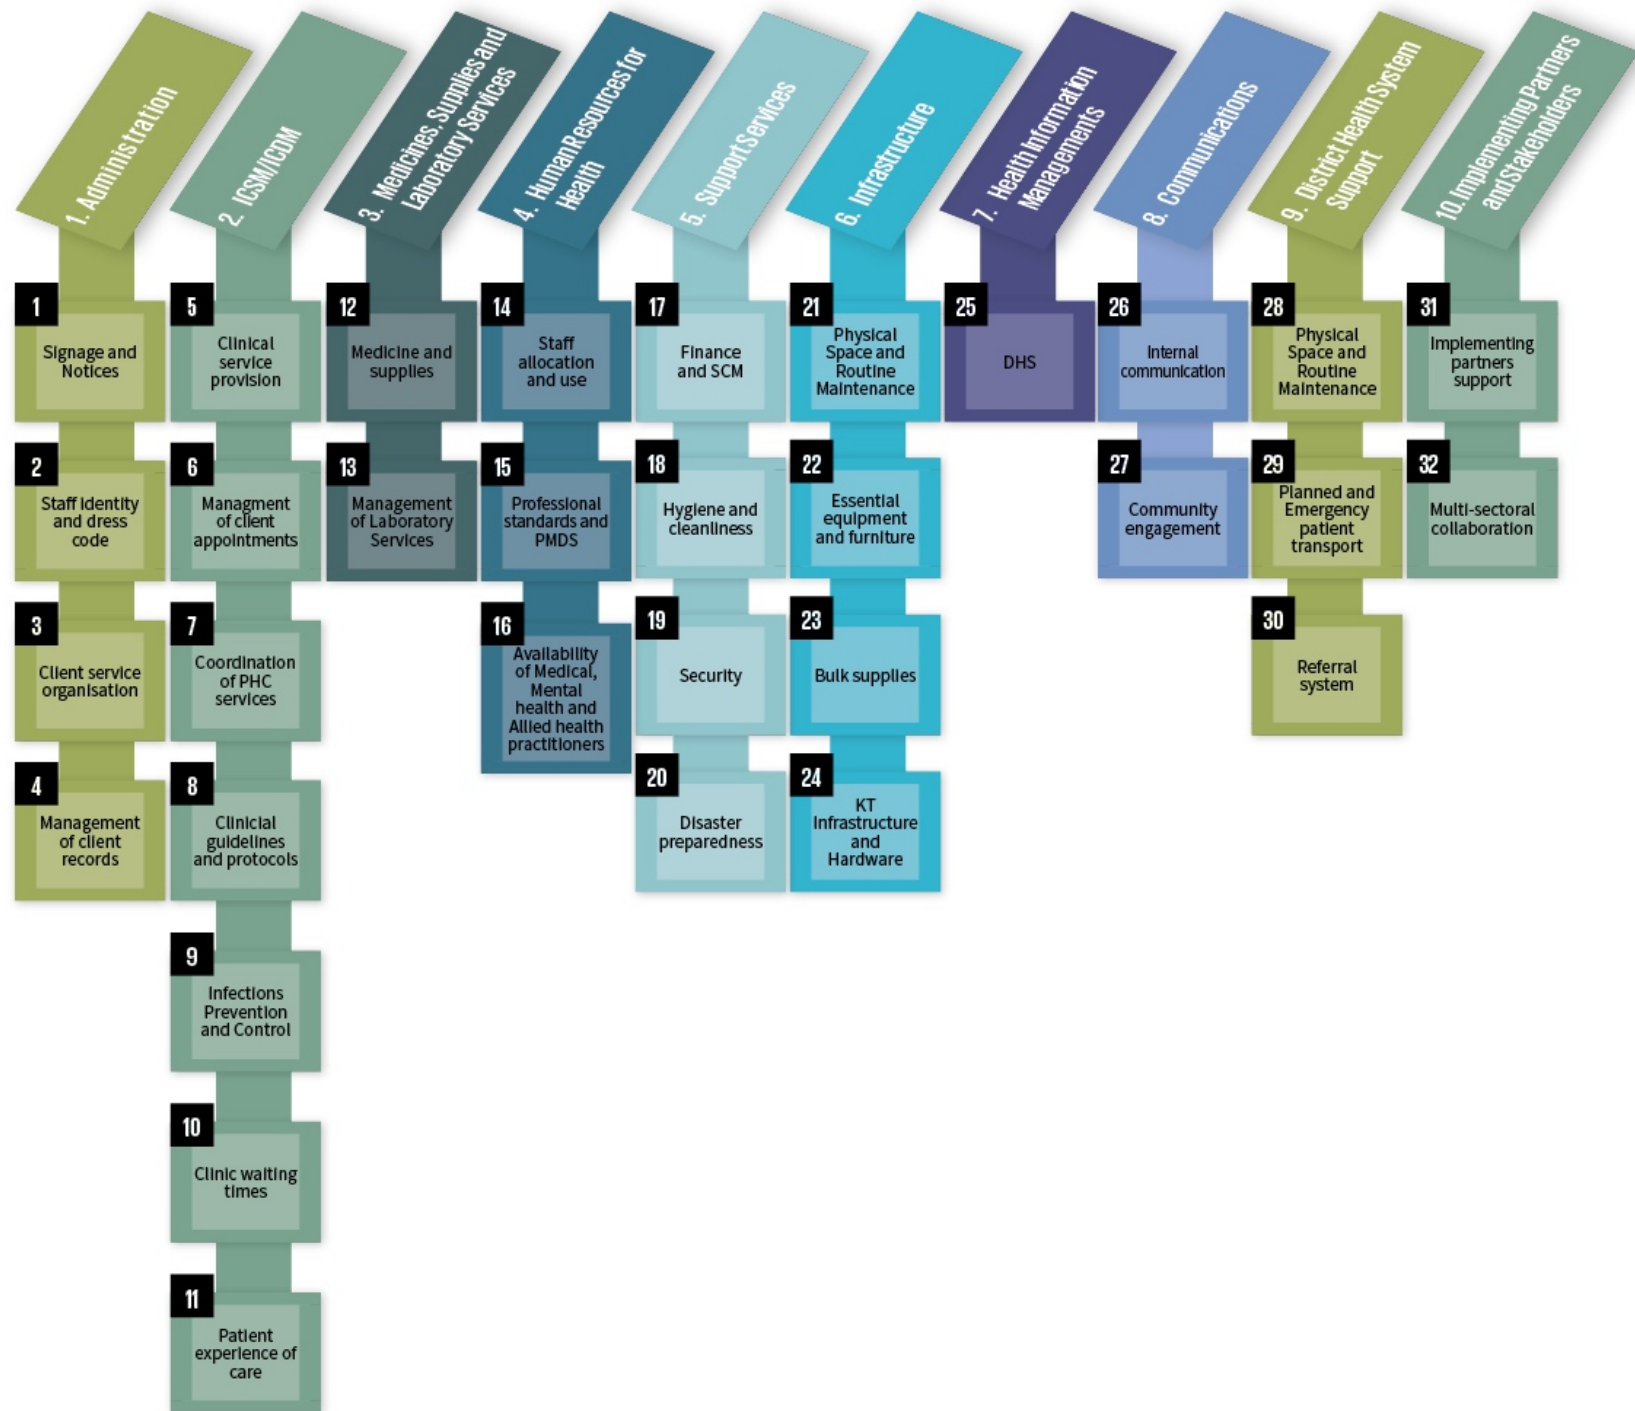 1. Administration
1
Signage and
Notices
2
Staff identity
and dress
code
3
Client service
organisation
4
Management
of client
records
2. ICSM/ICDM
5
Clinical
service
provision
6
Managment
of client
appointments
7
Coordination
of PHC
services
8
Clinicial
guidelines
and protocols
9
Infections
Prevention
and Control
10
Clinic waiting
times
11
Patient
experience of
care
3. Medicines, Supplies and
Laboratory Services
12
Medicine and
supplies
13
Management
of Laboratory
Services
4. Human Resources for
Health
14
Staff
allocation
and use
15
Professional
standards and
PMDS
16
Availability
of Medical,
Mental
health and
Allied health
practitioners
5. Support Services
17
Finance
and SCM
18
Hygiene and
cleanliness
19
Security
20
Disaster
preparedness
6. Infrastructure
21
Physical
Space and
Routine
Maintenance
22
Essential
equipment
and furniture
23
Bulk supplies
24
KT
Infrastructure
and
Hardware
7. Health Information
Managements
25
DHS
8. Communications
26
Internal
communication
27
Community
engagement
9. District Health System
Support
28
Physical
Space and
Routine
Maintenance
29
Planned and
Emergency
patient
transport
30
Referral
system
10. Implementing Partners
and Stakeholders
31
Implementing
partners
support
32
Multi-sectoral
collaboration